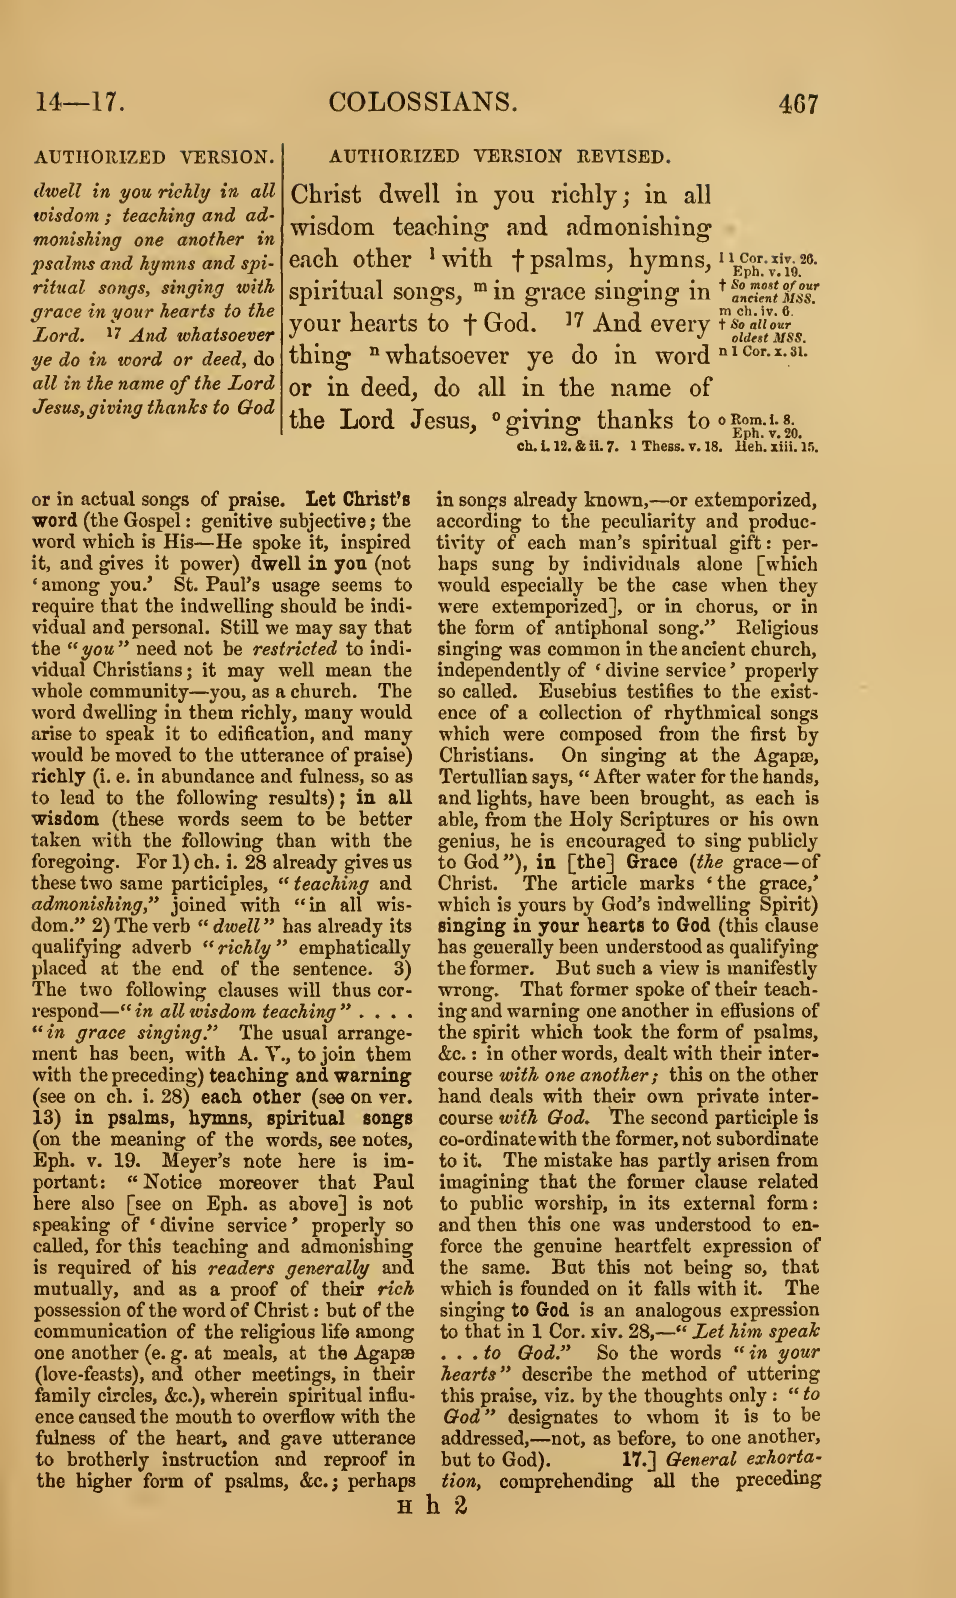 14—17.
COLOSSIANS.
467
AUTHORIZED VERSION.
dwell in you richly in all
wisdom; teaching and ad-
monishing one another in
psalms and hymns and spi-
ritual songs, singing with
grace in your hearts to the
Lord. 17 And whatsoever
ye do in word or deed, do
all in the name of the Lord
Jesus, giving thanks to God
AUTHORIZED VERSION REVISED.
Christ dwell in you richly; in all
wisdom teaching and admonishing
each other l with † psalms, hymns,
spiritual songs, m in grace singing in
your hearts to † God. 17 And every
thing n whatsoever ye do in word
or in deed, do all in the name of
the Lord Jesus, o giving thanks to
l 1 Cor. xiv. 26.
Eph. v. 19.
† So most of our
ancient MSS.
m ch. iv. 6.
† So all our
oldest MSS.
n 1 Cor. x. 31.
o Rom. i. 8.
Eph. v. 20.
ch. i. 12. & ii. 7. 1 Thess. v. 18. Heb. xiii. 15.
or in actual songs of praise. Let Christ's
word (the Gospel: genitive subjective; the
word which is His—He spoke it, inspired
it, and gives it power) dwell in you (not
'among you.' St. Paul's usage seems to
require that the indwelling should be indi-
vidual and personal. Still we may say that
the "you" need not be restricted to indi-
vidual Christians; it may well mean the
whole community—you, as a church. The
word dwelling in them richly, many would
arise to speak it to edification, and many
would be moved to the utterance of praise)
richly (i. e. in abundance and fulness, so as
to lead to the following results); in all
wisdom (these words seem to be better
taken with the following than with the
foregoing. For 1) ch. i. 28 already gives us
these two same participles, "teaching and
admonishing," joined with "in all wis-
dom." 2) The verb "dwell" has already its
qualifying adverb "richly" emphatically
placed at the end of the sentence. 3)
The two following clauses will thus cor-
respond—"in all wisdom teaching" . . . .
"in grace singing." The usual arrange-
ment has been, with A. V., to join them
with the preceding) teaching and warning
(see on ch. i. 28) each other (see on ver.
13) in psalms, hymns, spiritual songs
(on the meaning of the words, see notes,
Eph. v. 19. Meyer's note here is im-
portant: "Notice moreover that Paul
here also [see on Eph. as above] is not
speaking of 'divine service' properly so
called, for this teaching and admonishing
is required of his readers generally and
mutually, and as a proof of their rich
possession of the word of Christ: but of the
communication of the religious life among
one another (e. g. at meals, at the Agapæ
(love-feasts), and other meetings, in their
family circles, &c.), wherein spiritual influ-
ence caused the mouth to overflow with the
fulness of the heart, and gave utterance
to brotherly instruction and reproof in
the higher form of psalms, &c.; perhaps
in songs already known,—or extemporized,
according to the peculiarity and produc-
tivity of each man's spiritual gift: per-
haps sung by individuals alone [which
would especially be the case when they
were extemporized], or in chorus, or in
the form of antiphonal song." Religious
singing was common in the ancient church,
independently of 'divine service' properly
so called. Eusebius testifies to the exist-
ence of a collection of rhythmical songs
which were composed from the first by
Christians. On singing at the Agapæ,
Tertullian says, "After water for the hands,
and lights, have been brought, as each is
able, from the Holy Scriptures or his own
genius, he is encouraged to sing publicly
to God"), in [the] Grace (the grace—of
Christ. The article marks 'the grace,'
which is yours by God's indwelling Spirit)
singing in your hearts to God (this clause
has generally been understood as qualifying
the former. But such a view is manifestly
wrong. That former spoke of their teach-
ing and warning one another in effusions of
the spirit which took the form of psalms,
&c.: in other words, dealt with their inter-
course with one another; this on the other
hand deals with their own private inter-
course with God. The second participle is
co-ordinate with the former, not subordinate
to it. The mistake has partly arisen from
imagining that the former clause related
to public worship, in its external form:
and then this one was understood to en-
force the genuine heartfelt expression of
the same. But this not being so, that
which is founded on it falls with it. The
singing to God is an analogous expression
to that in 1 Cor. xiv. 28,—"Let him speak
. . . to God." So the words "in your
hearts" describe the method of uttering
this praise, viz. by the thoughts only: "to
God" designates to whom it is to be
addressed,—not, as before, to one another,
but to God). 17.] General exhorta-
tion, comprehending all the preceding
H h 2